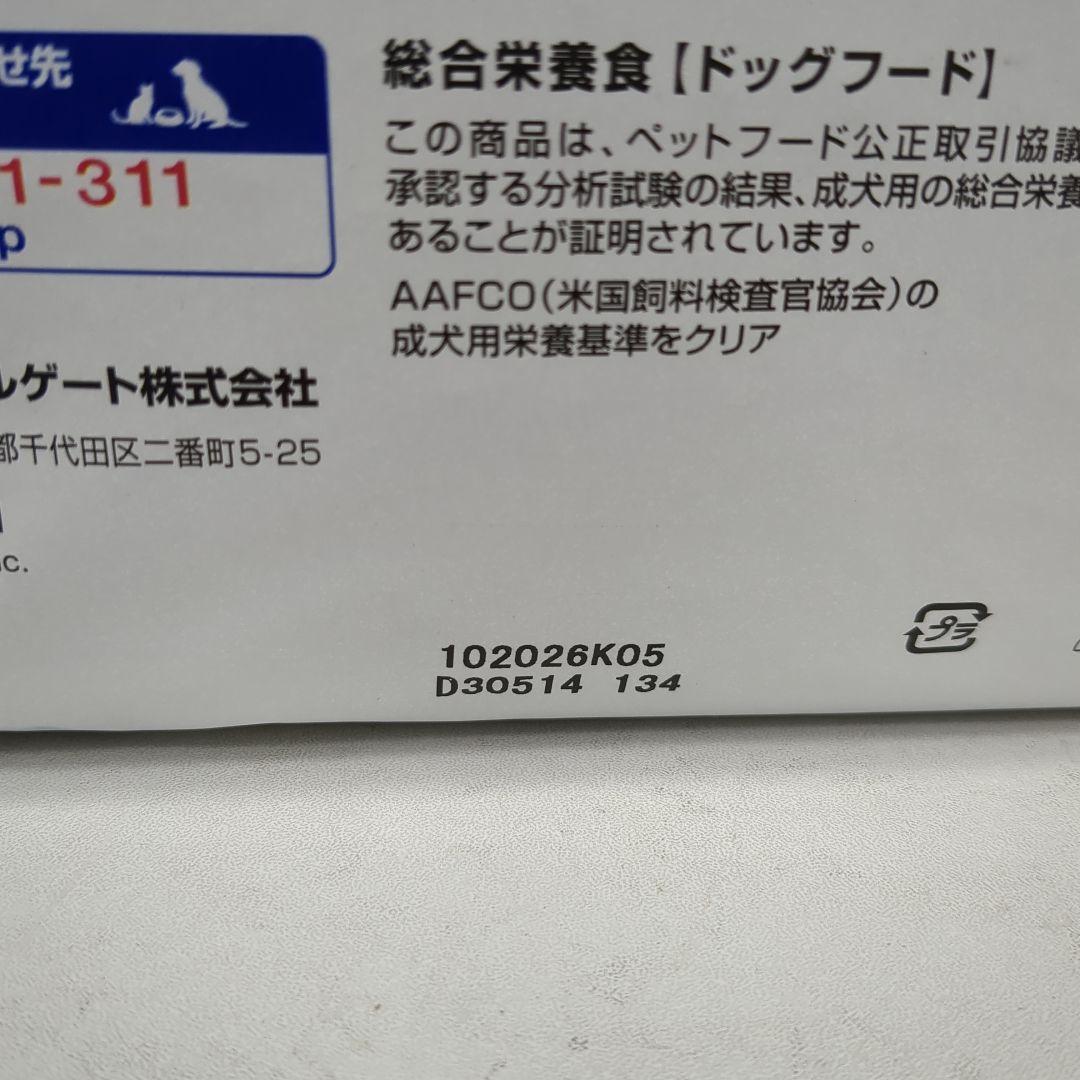 せ先
1-311
p
総合栄養食【ドッグフード】
この商品は、ペットフード公正取引協議
承認する分析試験の結果、成犬用の総合栄養
あることが証明されています。
AAFCO(米国飼料検査官協会)の
成犬用栄養基準をクリア
ルゲート株式会社
都千代田区二番町5-25
c.
102026K05
D30514 134
プラ